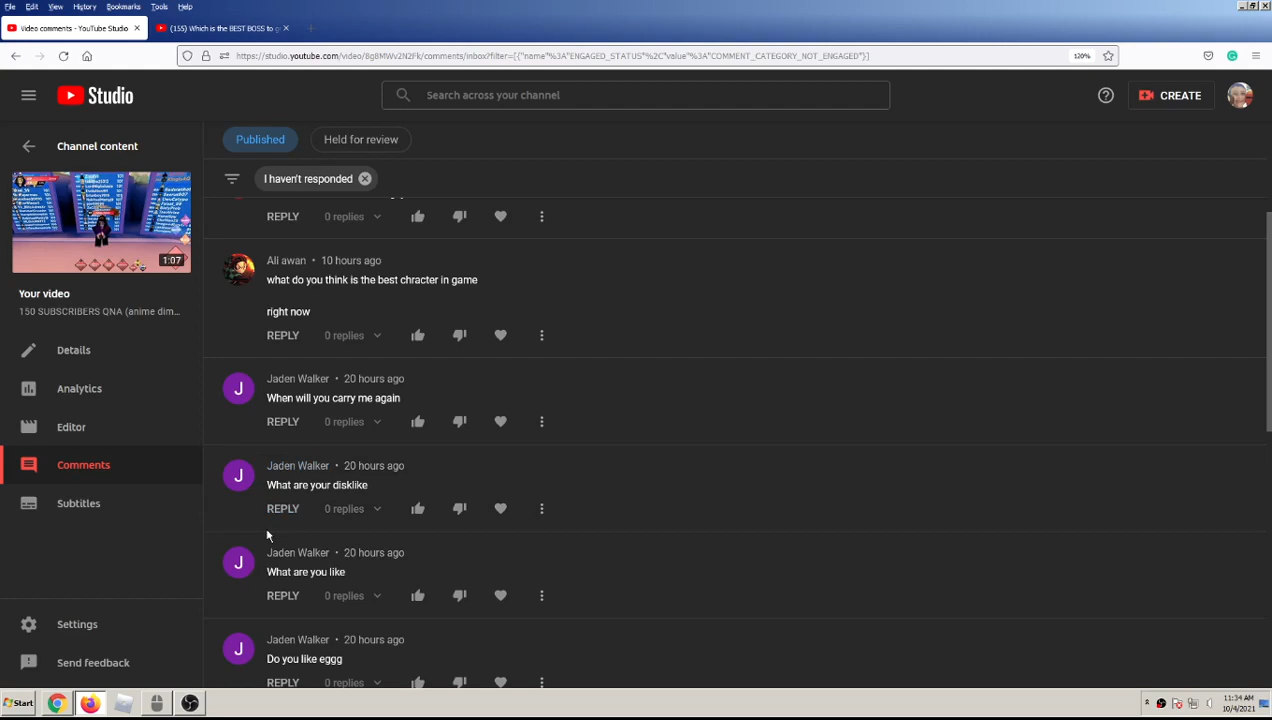 File Edit View History Bookmarks Tools Help
Video comments - YouTube Studio
(155) Which is the BEST BOSS to g
https://studio.youtube.com/video/8g8MWv2N2Fk/comments/inbox?filter=[{"name"%3A"ENGAGED_STATUS"%2C"value"%3A"COMMENT_CATEGORY_NOT_ENGAGED"}]
120%
Studio
Search across your channel
CREATE
Channel content
1:07
Your video
150 SUBSCRIBERS QNA (anime dim...
Details
Analytics
Editor
Comments
Subtitles
Settings
Send feedback
Published
Held for review
I haven't responded
REPLY 0 replies
Ali awan • 10 hours ago
what do you think is the best chracter in game
right now
REPLY 0 replies
J
Jaden Walker • 20 hours ago
When will you carry me again
REPLY 0 replies
J
Jaden Walker • 20 hours ago
What are your disklike
REPLY 0 replies
J
Jaden Walker • 20 hours ago
What are you like
REPLY 0 replies
J
Jaden Walker • 20 hours ago
Do you like eggg
REPLY 0 replies
Start
11:34 AM
10/4/2021